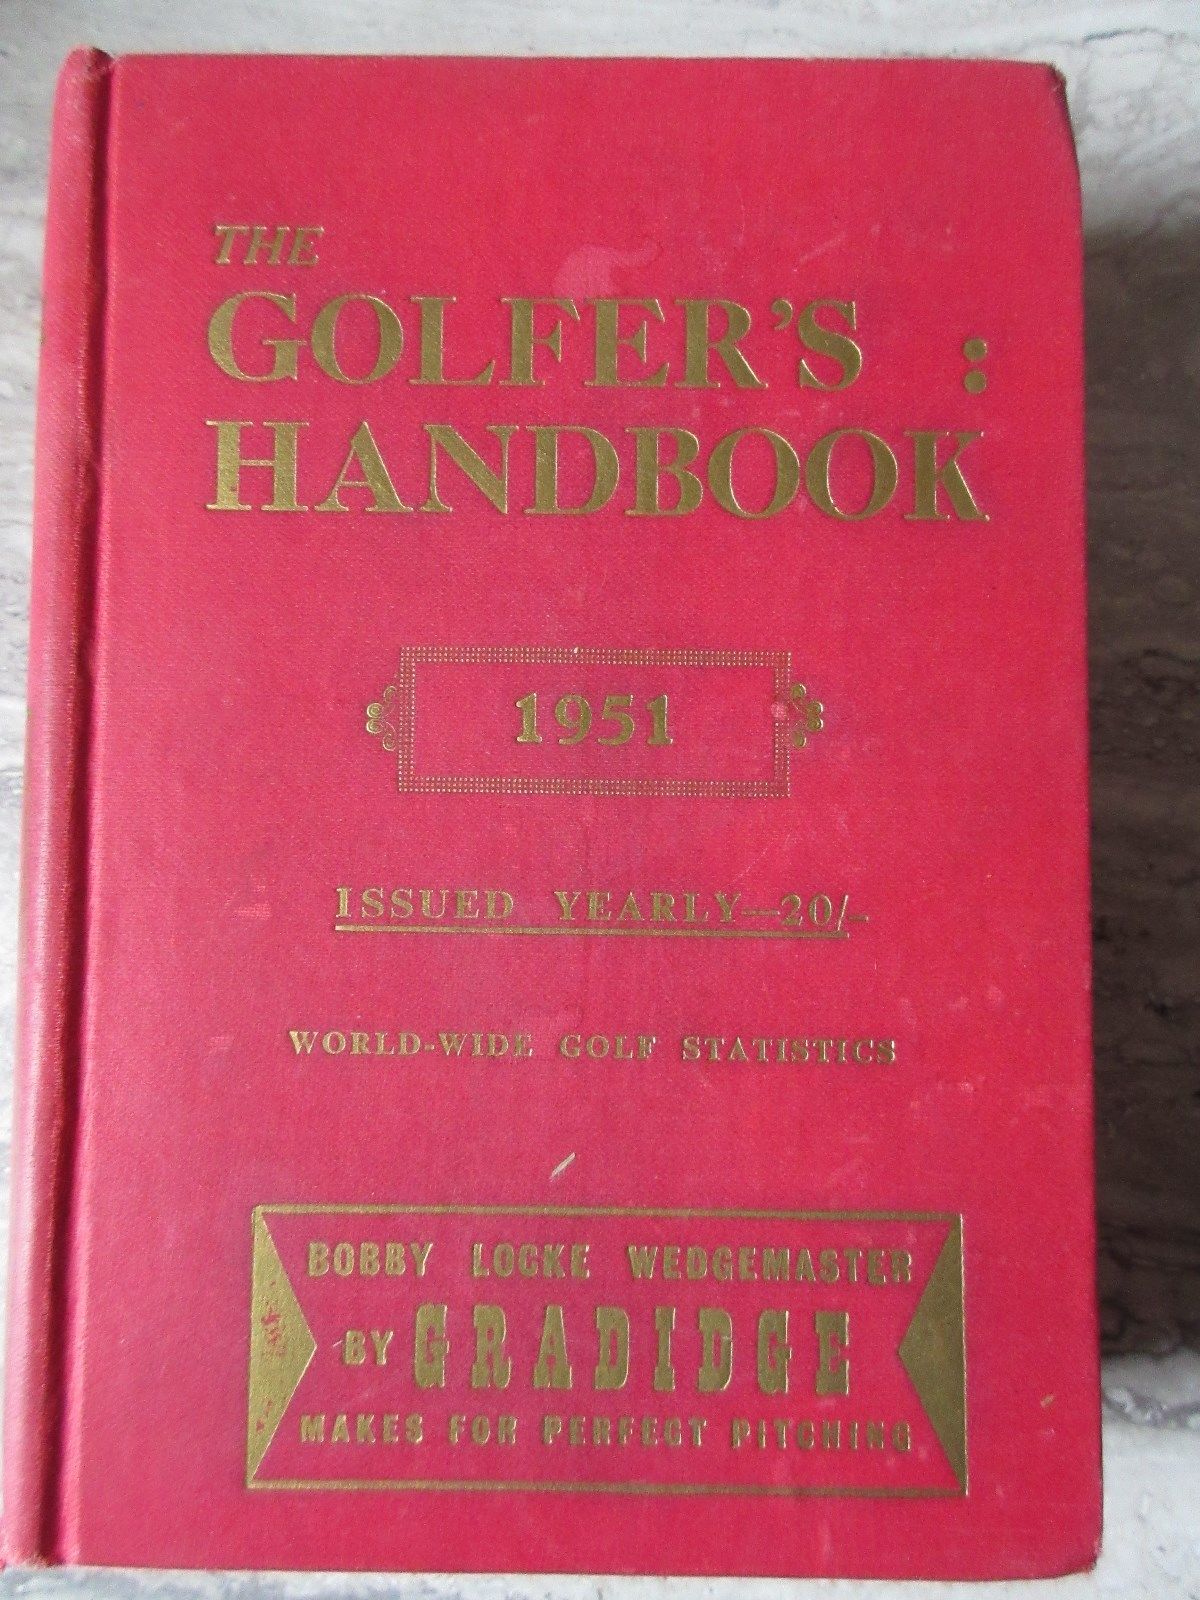 THE
GOLFER'S :
HANDBOOK
1951
ISSUED YEARLY—20/-
WORLD-WIDE GOLF STATISTICS
BOBBY LOCKE WEDGEMASTER
BY GRADIDGE
MAKES FOR PERFECT PITCHING